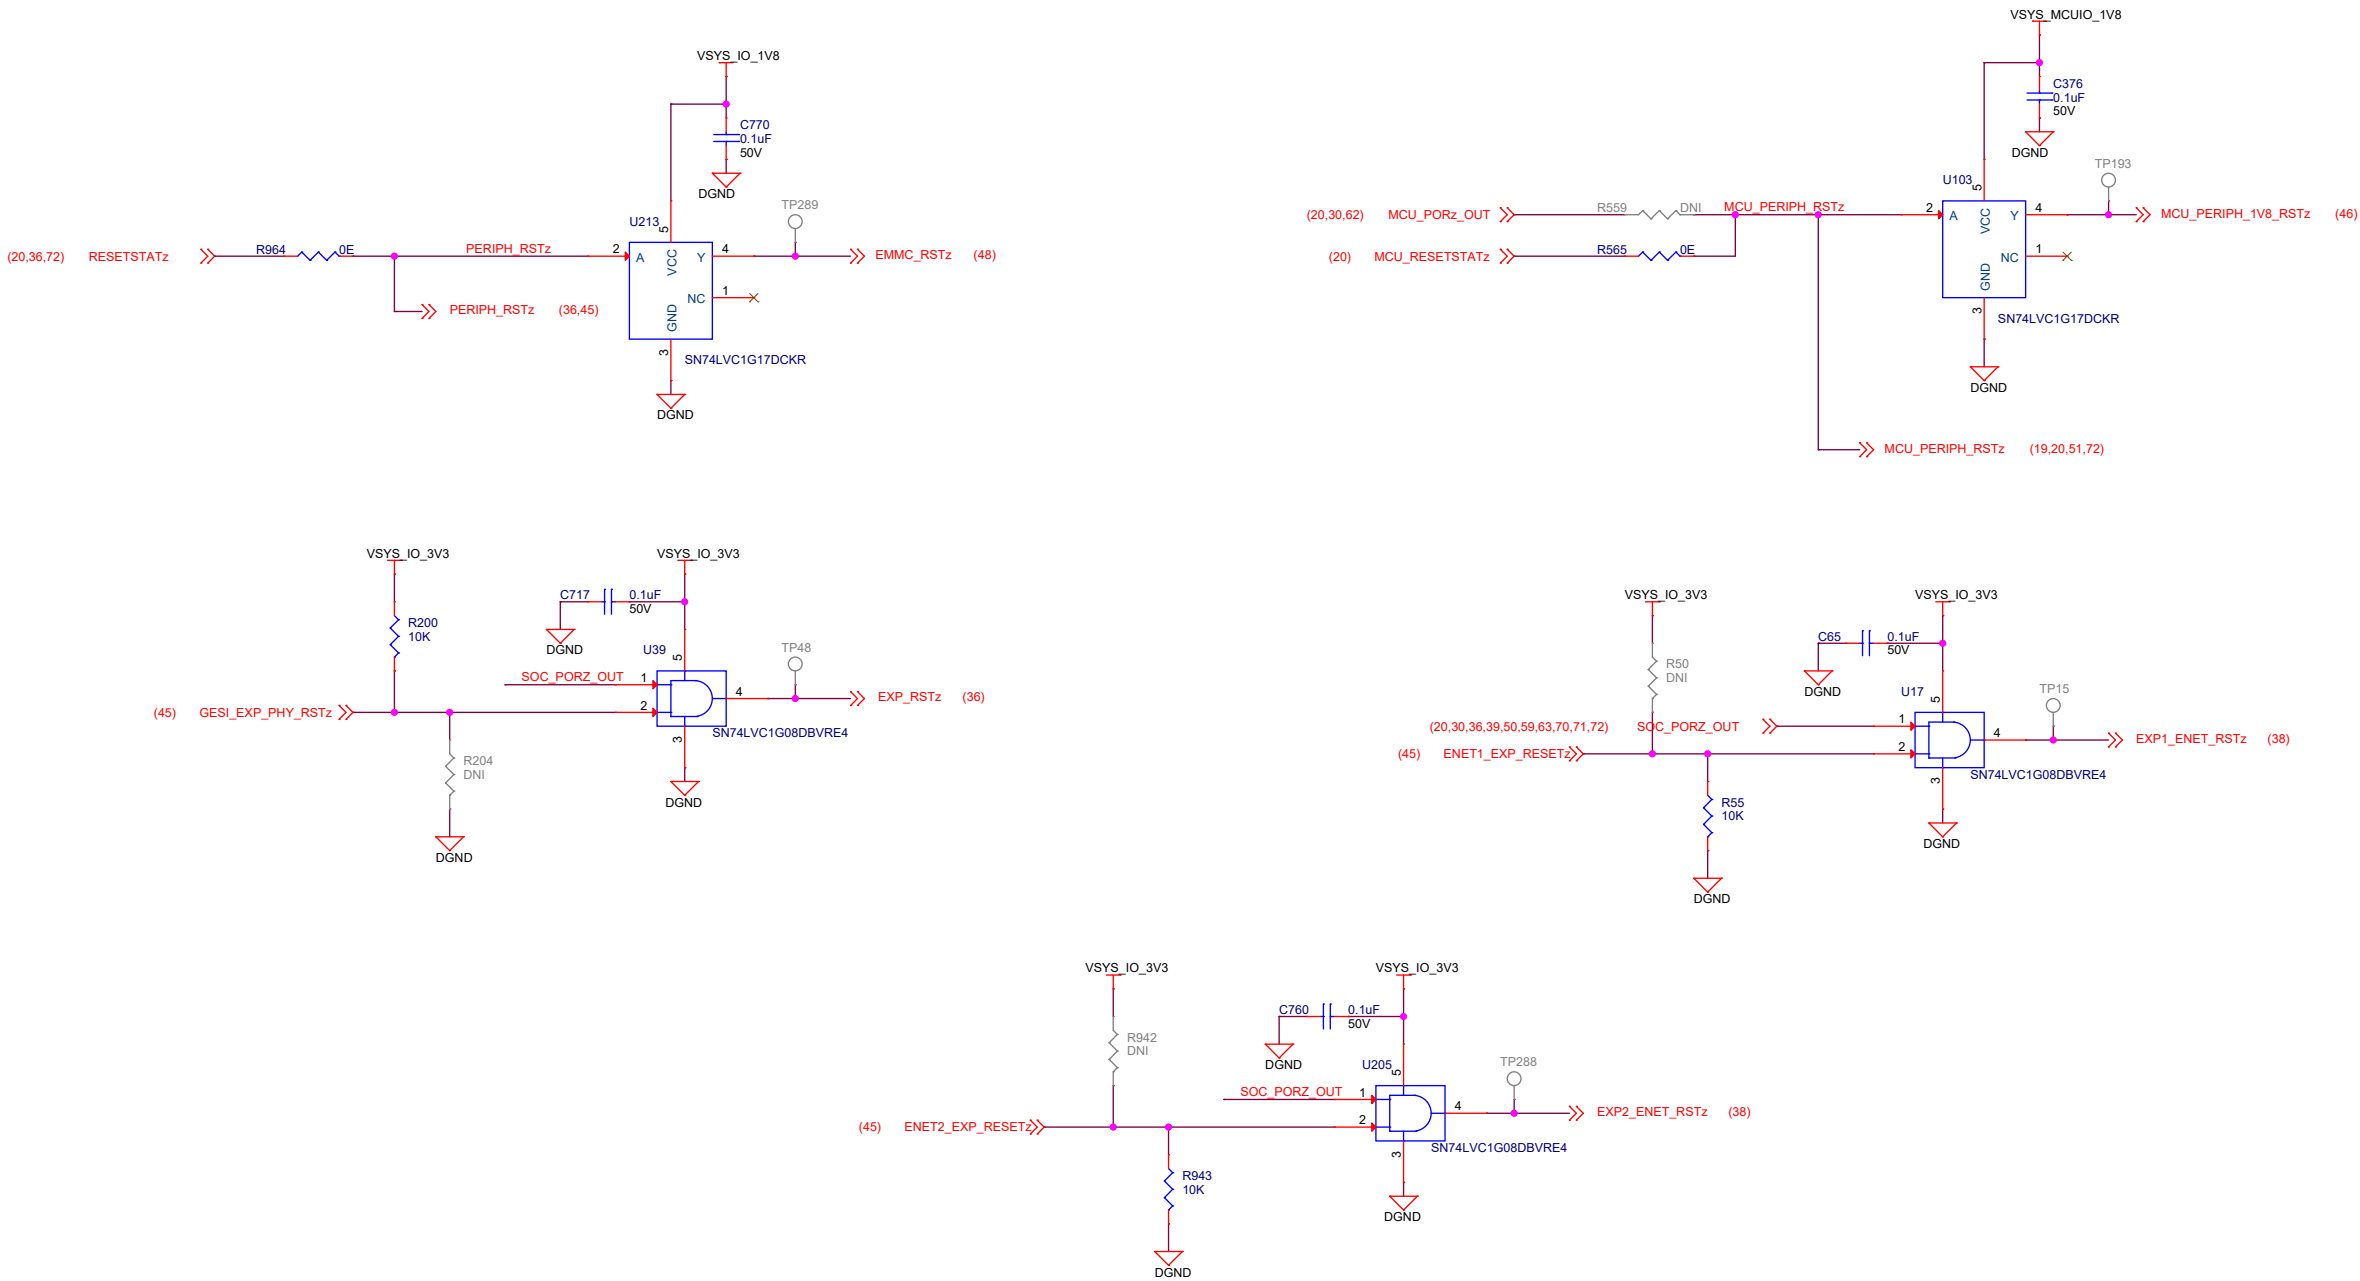 VSYS_IO_1V8
C770
0.1uF
50V
DGND
TP289
U213
5
(20,36,72) RESETSTATz
R964 0E
PERIPH_RSTz
2
A
VCC
Y
4
EMMC_RSTz (48)
NC
1
GND
PERIPH_RSTz (36,45)
3
SN74LVC1G17DCKR
DGND
VSYS_MCUIO_1V8
C376
0.1uF
50V
DGND
TP193
U103
5
(20,30,62) MCU_PORz_OUT
R559 DNI
MCU_PERIPH_RSTz
2
A
VCC
Y
4
MCU_PERIPH_1V8_RSTz (46)
(20) MCU_RESETSTATz
R565 0E
NC
1
GND
3
SN74LVC1G17DCKR
DGND
MCU_PERIPH_RSTz (19,20,51,72)
VSYS_IO_3V3
VSYS_IO_3V3
C717 0.1uF
50V
R200
10K
DGND
U39
5
TP48
SOC_PORZ_OUT
1
4
EXP_RSTz (36)
(45) GESI_EXP_PHY_RSTz
2
3
SN74LVC1G08DBVRE4
R204
DNI
DGND
DGND
VSYS_IO_3V3
VSYS_IO_3V3
C65 0.1uF
50V
R50
DNI
DGND
U17
5
TP15
(20,30,36,39,50,59,63,70,71,72) SOC_PORZ_OUT
1
4
EXP1_ENET_RSTz (38)
(45) ENET1_EXP_RESETz
2
3
SN74LVC1G08DBVRE4
R55
10K
DGND
DGND
VSYS_IO_3V3
VSYS_IO_3V3
C760 0.1uF
50V
R942
DNI
DGND
U205
5
TP288
SOC_PORZ_OUT
1
4
EXP2_ENET_RSTz (38)
(45) ENET2_EXP_RESETz
2
3
SN74LVC1G08DBVRE4
R943
10K
DGND
DGND